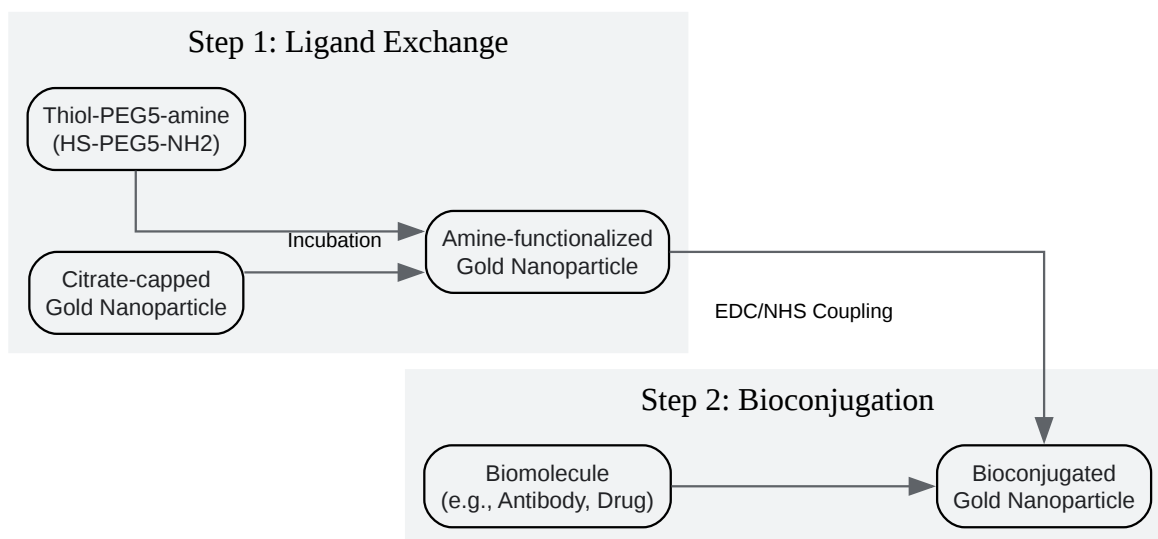 Step 1: Ligand Exchange
Thiol-PEG5-amine
(HS-PEG5-NH2)
Incubation
Amine-functionalized
Gold Nanoparticle
Citrate-capped
Gold Nanoparticle
EDC/NHS Coupling
Step 2: Bioconjugation
Biomolecule
(e.g., Antibody, Drug)
Bioconjugated
Gold Nanoparticle